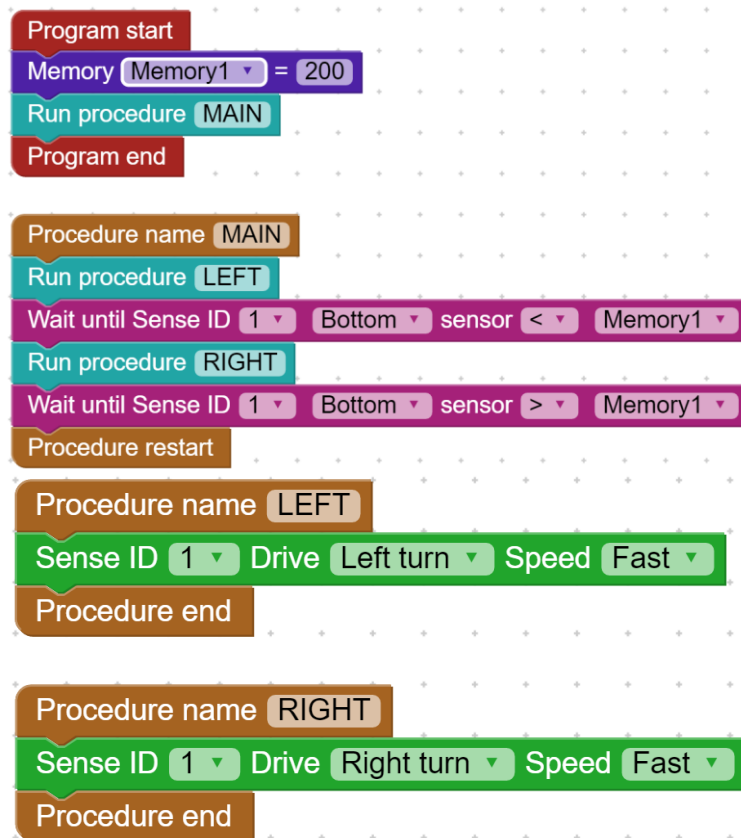 Program start
Memory Memory1 = 200
Run procedure MAIN
Program end
Procedure name MAIN
Run procedure LEFT
Wait until Sense ID 1 Bottom sensor < Memory1
Run procedure RIGHT
Wait until Sense ID 1 Bottom sensor > Memory1
Procedure restart
Procedure name LEFT
Sense ID 1 Drive Left turn Speed Fast
Procedure end
Procedure name RIGHT
Sense ID 1 Drive Right turn Speed Fast
Procedure end